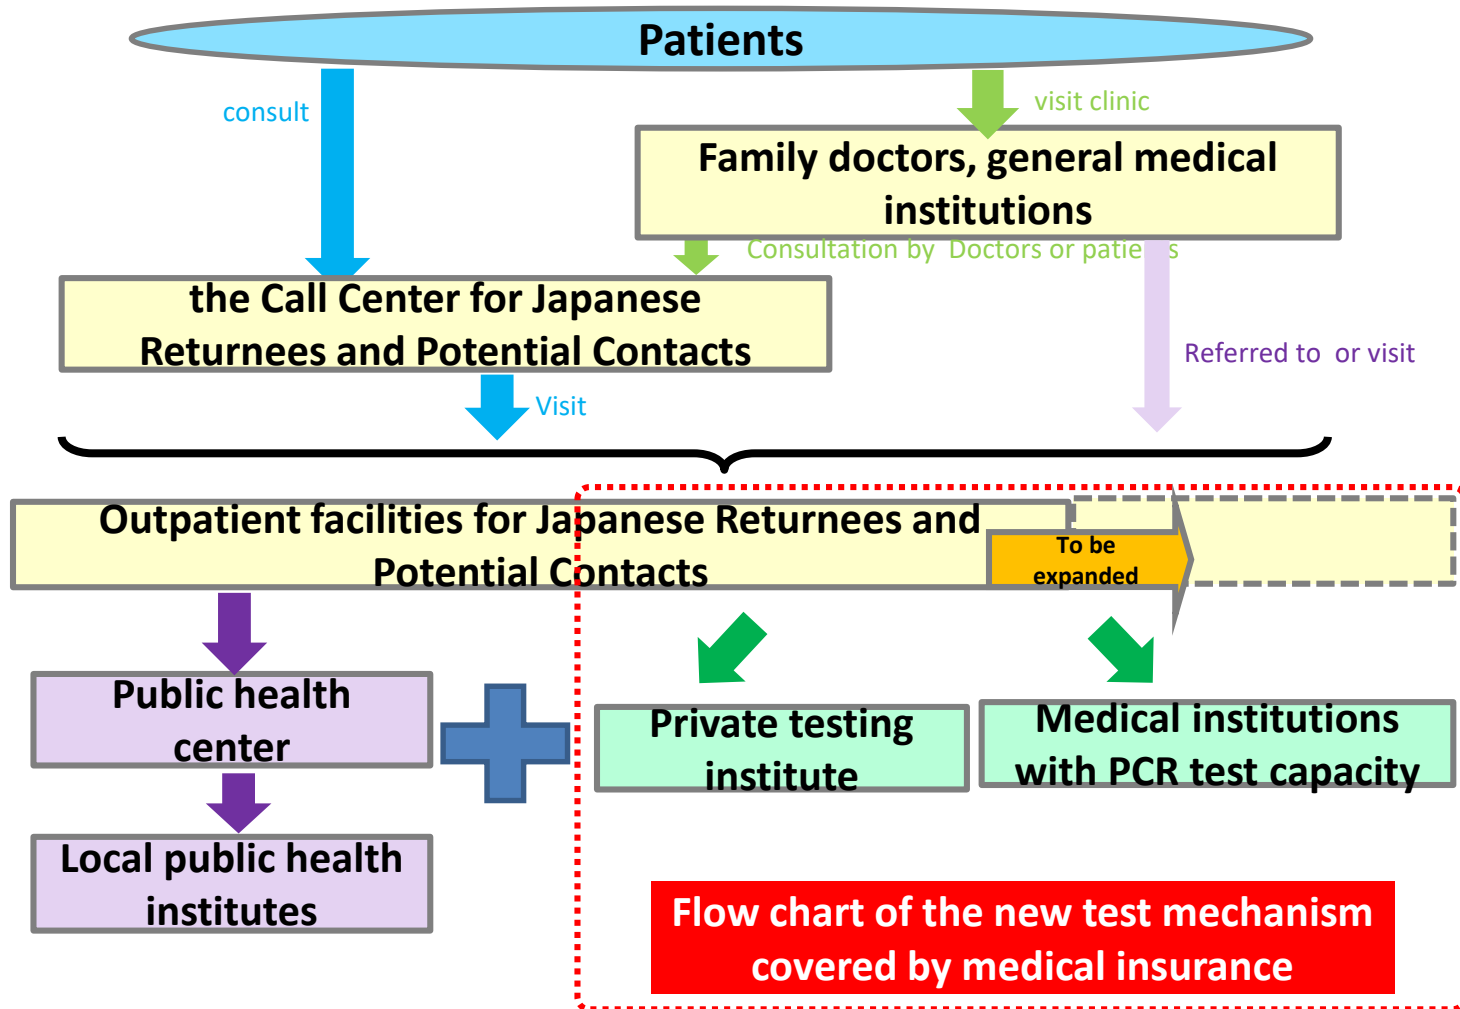 Patients
consult
visit clinic
Family doctors, general medical
institutions
Consultation by Doctors or patients
the Call Center for Japanese
Returnees and Potential Contacts
Referred to or visit
Visit
Outpatient facilities for Japanese Returnees and
Potential Contacts
To be
expanded
Public health
center
Private testing
institute
Medical institutions
with PCR test capacity
Local public health
institutes
Flow chart of the new test mechanism
covered by medical insurance